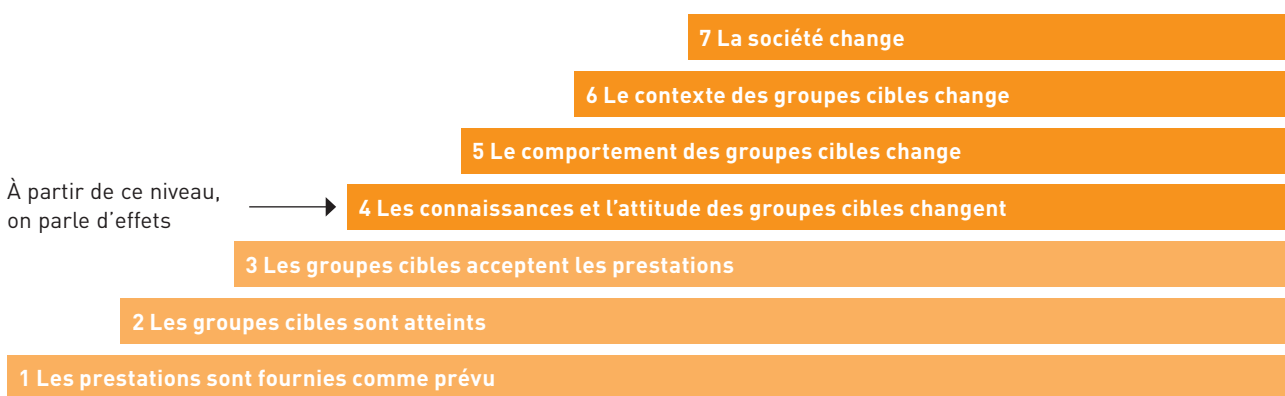 7 La société change
6 Le contexte des groupes cibles change
5 Le comportement des groupes cibles change
À partir de ce niveau,
on parle d’effets
4 Les connaissances et l’attitude des groupes cibles changent
3 Les groupes cibles acceptent les prestations
2 Les groupes cibles sont atteints
1 Les prestations sont fournies comme prévu